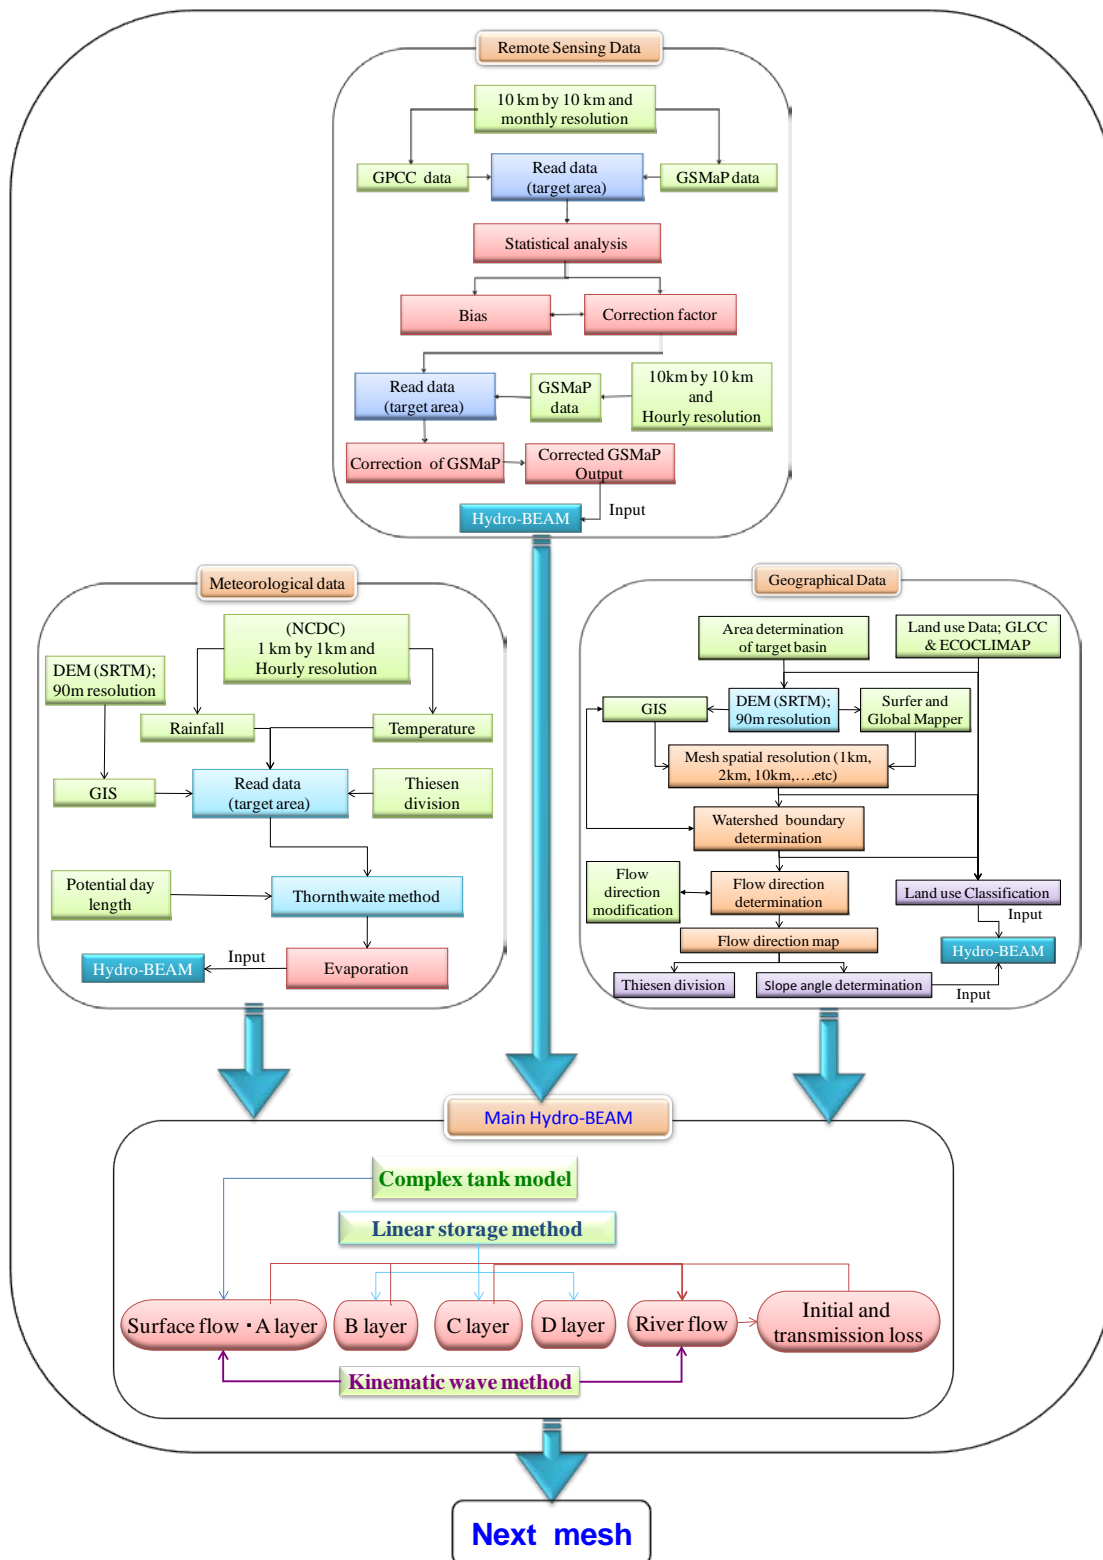 Remote Sensing Data
10 km by 10 km and
monthly resolution
GPCC data
Read data
(target area)
GSMaP data
Statistical analysis
Bias
Correction factor
Read data
(target area)
GSMaP
data
10km by 10 km
and
Hourly resolution
Correction of GSMaP
Corrected GSMaP
Output
Input
Hydro-BEAM
Meteorological data
(NCDC)
1 km by 1km and
Hourly resolution
DEM (SRTM);
90m resolution
Rainfall
Temperature
GIS
Read data
(target area)
Thiesen
division
Potential day
length
Thornthwaite method
Hydro-BEAM
Input
Evaporation
Geographical Data
Area determination
of target basin
Land use Data; GLCC
& ECOCLIMAP
GIS
DEM (SRTM);
90m resolution
Surfer and
Global Mapper
Mesh spatial resolution (1km,
2km, 10km,….etc)
Watershed boundary
determination
Flow
direction
modification
Flow direction
determination
Land use Classification
Input
Flow direction map
Hydro-BEAM
Thiesen division
Slope angle determination
Input
Main Hydro-BEAM
Complex tank model
Linear storage method
Surface flow・A layer
B layer
C layer
D layer
River flow
Initial and
transmission loss
Kinematic wave method
Next mesh